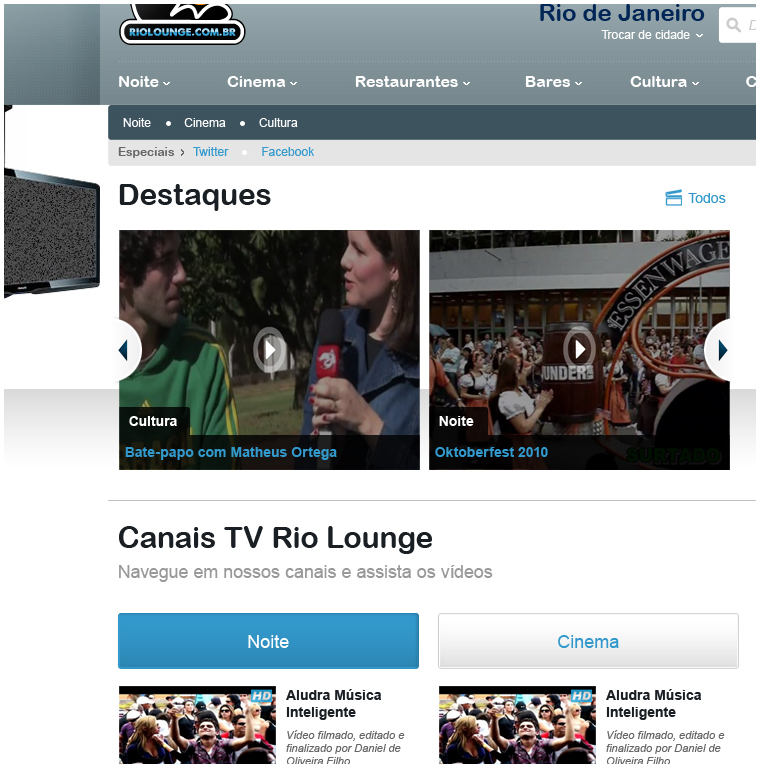 Rio de Janeiro
RIOLOUNGE.COM.BR
Trocar de cidade
Noite
Cinema
Restaurantes
Bares
Cultura
C
Noite • Cinema • Cultura
Especiais › Twitter • Facebook
Destaques
Todos
ESSENWAGE
UNDER
Cultura
Bate-papo com Matheus Ortega
Noite
Oktoberfest 2010
SURTABO
Canais TV Rio Lounge
Navegue em nossos canais e assista os vídeos
Noite
Cinema
HD
Aludra Música
Inteligente
Vídeo filmado, editado e
finalizado por Daniel de
Oliveira Filho
HD
Aludra Música
Inteligente
Vídeo filmado, editado e
finalizado por Daniel de
Oliveira Filho